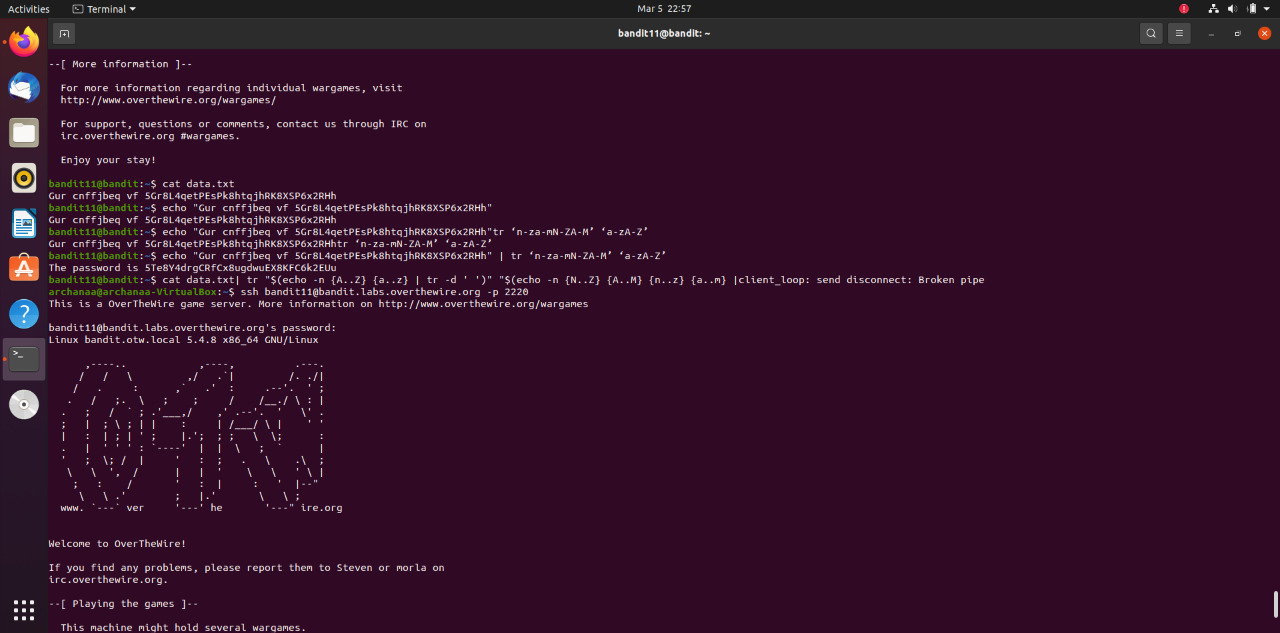 Activities
Terminal
Mar 5 22:57
bandit11@bandit: ~
--[ More information ]--
For more information regarding individual wargames, visit
http://www.overthewire.org/wargames/
For support, questions or comments, contact us through IRC on
irc.overthewire.org #wargames.
Enjoy your stay!
bandit11@bandit:~$ cat data.txt
Gur cnffjbeq vf 5Gr8L4qetPEsPk8htqjhRK8XSP6x2RHh
bandit11@bandit:~$ echo "Gur cnffjbeq vf 5Gr8L4qetPEsPk8htqjhRK8XSP6x2RHh"
Gur cnffjbeq vf 5Gr8L4qetPEsPk8htqjhRK8XSP6x2RHh
bandit11@bandit:~$ echo "Gur cnffjbeq vf 5Gr8L4qetPEsPk8htqjhRK8XSP6x2RHh"tr ‘n-za-mN-ZA-M’ ‘a-zA-Z’
Gur cnffjbeq vf 5Gr8L4qetPEsPk8htqjhRK8XSP6x2RHhtr ‘n-za-mN-ZA-M’ ‘a-zA-Z’
bandit11@bandit:~$ echo "Gur cnffjbeq vf 5Gr8L4qetPEsPk8htqjhRK8XSP6x2RHh" | tr ‘n-za-mN-ZA-M’ ‘a-zA-Z’
The password is 5Te8Y4drgCRfCx8ugdwuEX8KFC6k2EUu
bandit11@bandit:~$ cat data.txt| tr "$(echo -n {A..Z} {a..z} | tr -d ' ')" "$(echo -n {N..Z} {A..M} {n..z} {a..m} |client_loop: send disconnect: Broken pipe
archanaa@archanaa-VirtualBox:~$ ssh bandit11@bandit.labs.overthewire.org -p 2220
This is a OverTheWire game server. More information on http://www.overthewire.org/wargames
bandit11@bandit.labs.overthewire.org's password:
Linux bandit.otw.local 5.4.8 x86_64 GNU/Linux
www. ver he ire.org
Welcome to OverTheWire!
If you find any problems, please report them to Steven or morla on
irc.overthewire.org.
--[ Playing the games ]--
This machine might hold several wargames.